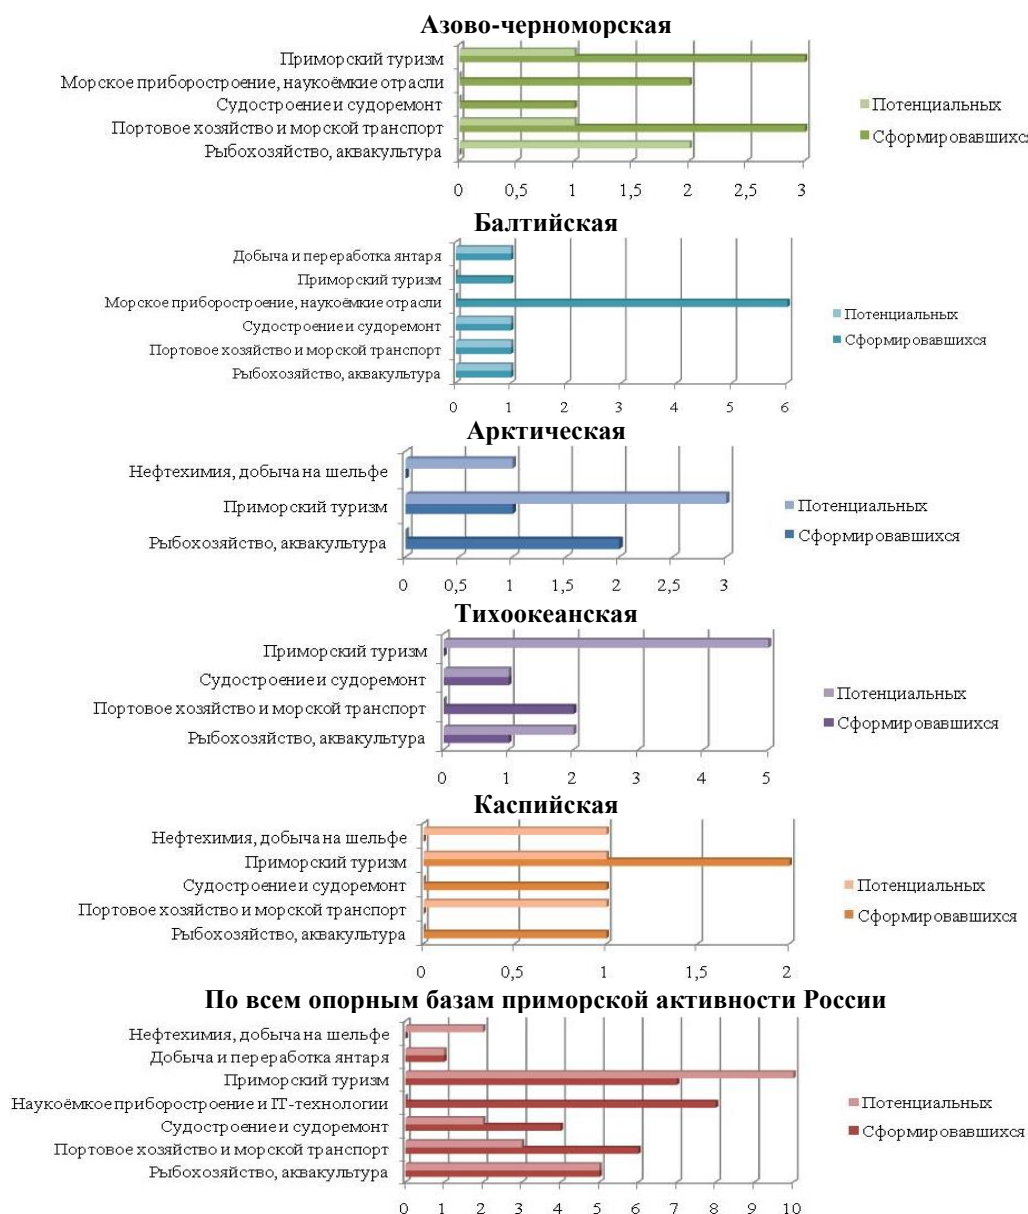 Азово-черноморская
Приморский туризм
Морское приборостроение, наукоёмкие отрасли
Судостроение и судоремонт
Портовое хозяйство и морской транспорт
Рыбохозяйство, аквакультура
Потенциальных
Сформировавшихся
0 0,5 1 1,5 2 2,5 3
Балтийская
Добыча и переработка янтаря
Приморский туризм
Морское приборостроение, наукоёмкие отрасли
Судостроение и судоремонт
Портовое хозяйство и морской транспорт
Рыбохозяйство, аквакультура
Потенциальных
Сформировавшихся
0 1 2 3 4 5 6
Арктическая
Нефтехимия, добыча на шельфе
Приморский туризм
Рыбохозяйство, аквакультура
Потенциальных
Сформировавшихся
0 0,5 1 1,5 2 2,5 3
Тихоокеанская
Приморский туризм
Судостроение и судоремонт
Портовое хозяйство и морской транспорт
Рыбохозяйство, аквакультура
Потенциальных
Сформировавшихся
0 1 2 3 4 5
Каспийская
Нефтехимия, добыча на шельфе
Приморский туризм
Судостроение и судоремонт
Портовое хозяйство и морской транспорт
Рыбохозяйство, аквакультура
Потенциальных
Сформировавшихся
0 0,5 1 1,5 2
По всем опорным базам приморской активности России
Нефтехимия, добыча на шельфе
Добыча и переработка янтаря
Приморский туризм
Наукоёмкое приборостроение и IT-технологии
Судостроение и судоремонт
Портовое хозяйство и морской транспорт
Рыбохозяйство, аквакультура
Потенциальных
Сформировавшихся
0 1 2 3 4 5 6 7 8 9 10